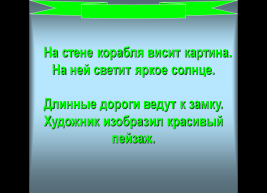 На стене корабля висит картина.
На ней светит яркое солнце.
Длинные дороги ведут к замку.
Художник изобразил красивый
пейзаж.